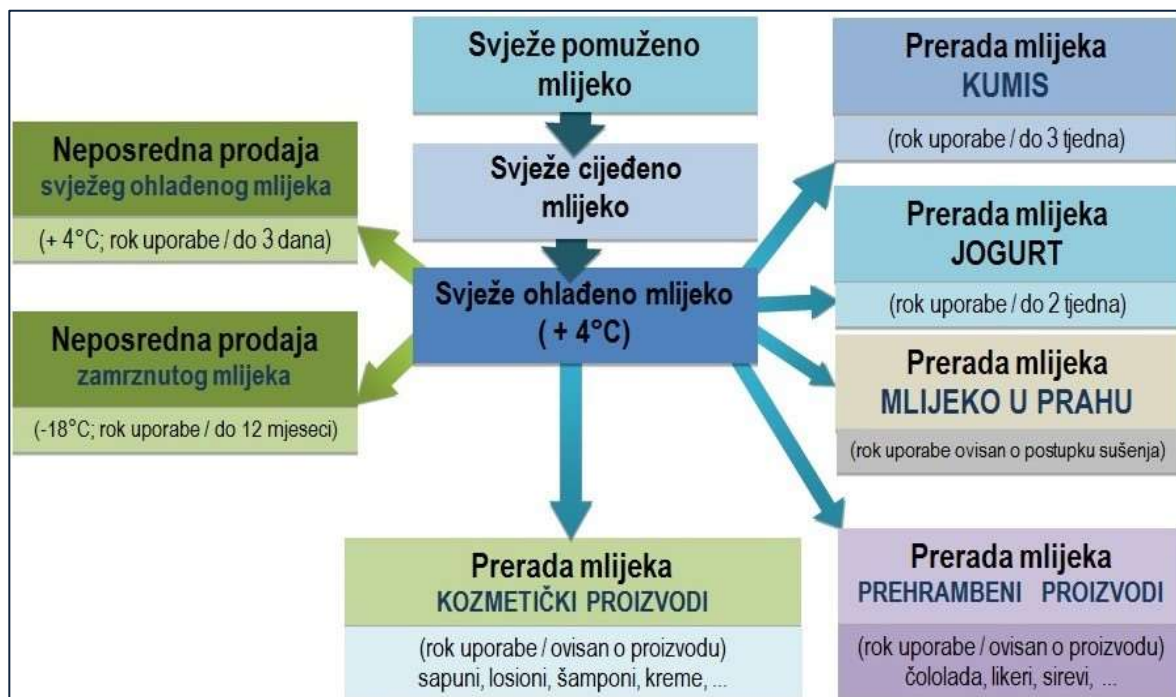 Svježe pomuženo
mlijeko
Svježe cijeđeno
mlijeko
Svježe ohlađeno mlijeko
( + 4°C)
Neposredna prodaja
svježeg ohlađenog mlijeka
(+ 4°C; rok uporabe / do 3 dana)
Neposredna prodaja
zamrznutog mlijeka
(-18°C; rok uporabe / do 12 mjeseci)
Prerada mlijeka
KUMIS
(rok uporabe / do 3 tjedna)
Prerada mlijeka
JOGURT
(rok uporabe / do 2 tjedna)
Prerada mlijeka
MLIJEKO U PRAHU
(rok uporabe ovisan o postupku sušenja)
Prerada mlijeka
KOZMETIČKI PROIZVODI
(rok uporabe / ovisan o proizvodu)
sapuni, losioni, šamponi, kreme, ...
Prerada mlijeka
PREHRAMBENI PROIZVODI
(rok uporabe / ovisan o proizvodu)
čololada, likeri, sirevi, ...